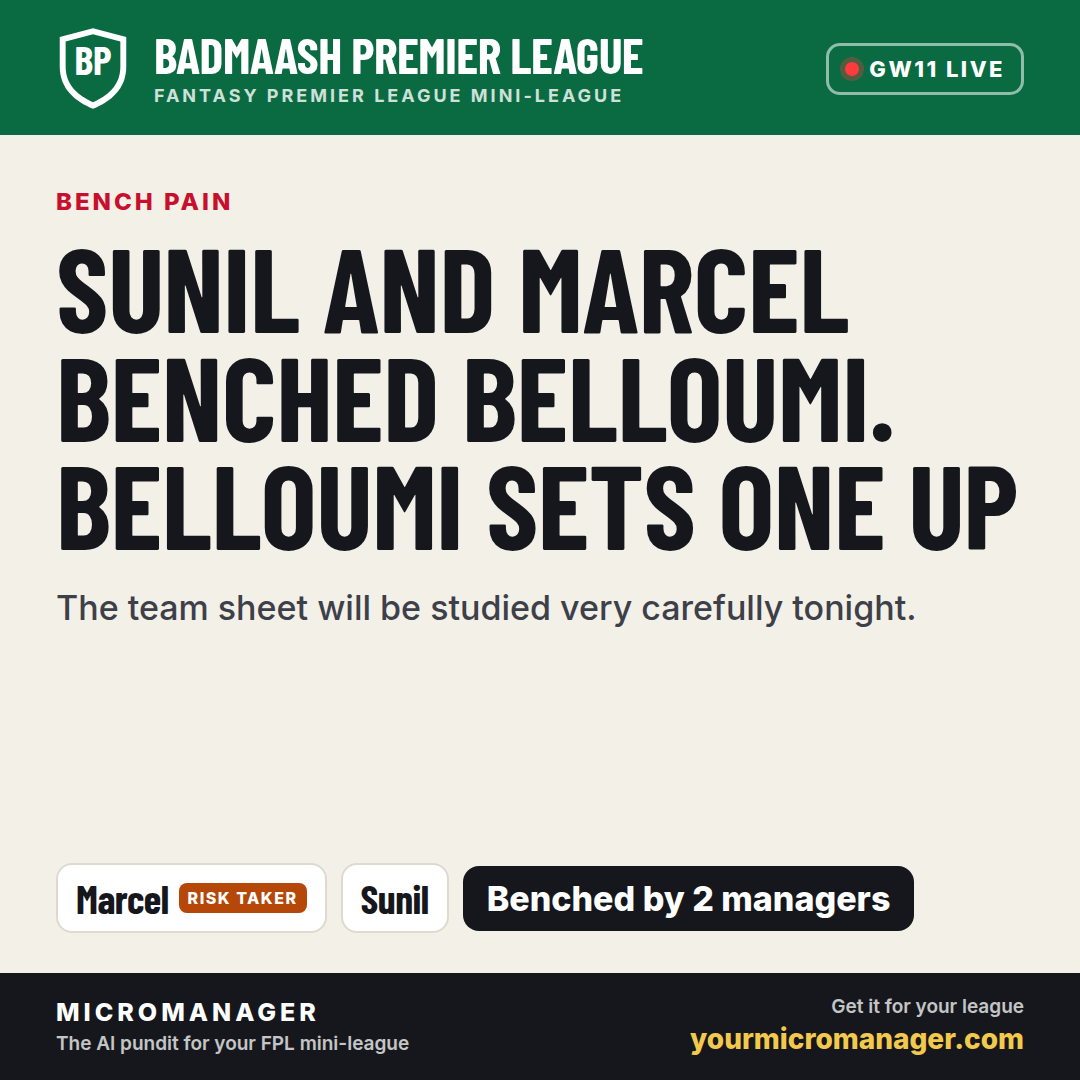 BP
BADMAASH PREMIER LEAGUE
FANTASY PREMIER LEAGUE MINI-LEAGUE
GW11 LIVE
BENCH PAIN
SUNIL AND MARCEL
BENCHED BELLOUMI.
BELLOUMI SETS ONE UP
The team sheet will be studied very carefully tonight.
Marcel RISK TAKER Sunil Benched by 2 managers
MICROMANAGER
The AI pundit for your FPL mini-league
Get it for your league
yourmicromanager.com